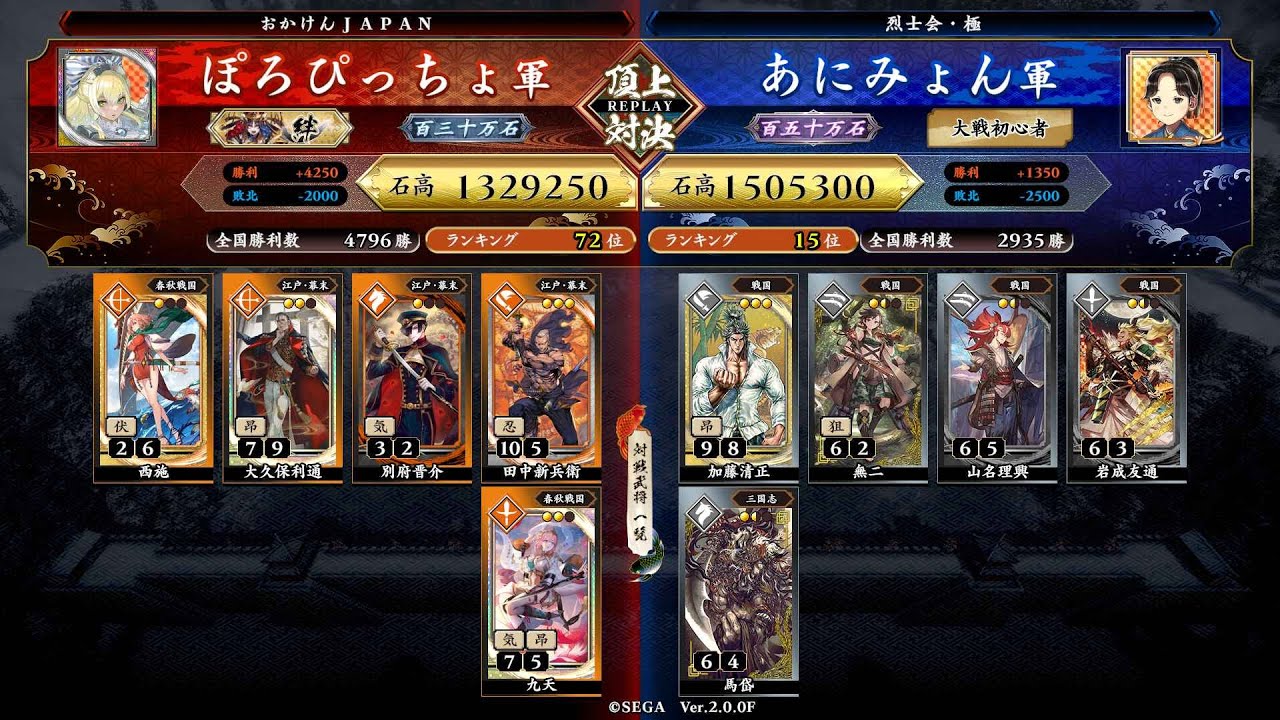 おかけんJAPAN
烈士会・極
ぽろぴっちょ軍
頂上
REPLAY
対決
あにみょん軍
絆
百三十万石
百五十万石
大戦初心者
勝利 +4250
敗北 -2000
石高 1329250
石高 1505300
勝利 +1350
敗北 -2500
全国勝利数 4796勝
ランキング 72位
ランキング 15位
全国勝利数 2935勝
春秋戦国
伏
2 6
西施
江戸・幕末
昂
7 9
大久保利通
江戸・幕末
気
3 2
別府晋介
江戸・幕末
忍
10 5
田中新兵衛
対戦武将一覧
戦国
昂
9 8
加藤清正
戦国
狙
6 2
無二
戦国
6 5
山名理興
戦国
6 3
岩成友通
春秋戦国
気 昂
7 5
九天
三国志
6 4
馬岱
©SEGA Ver.2.0.0F